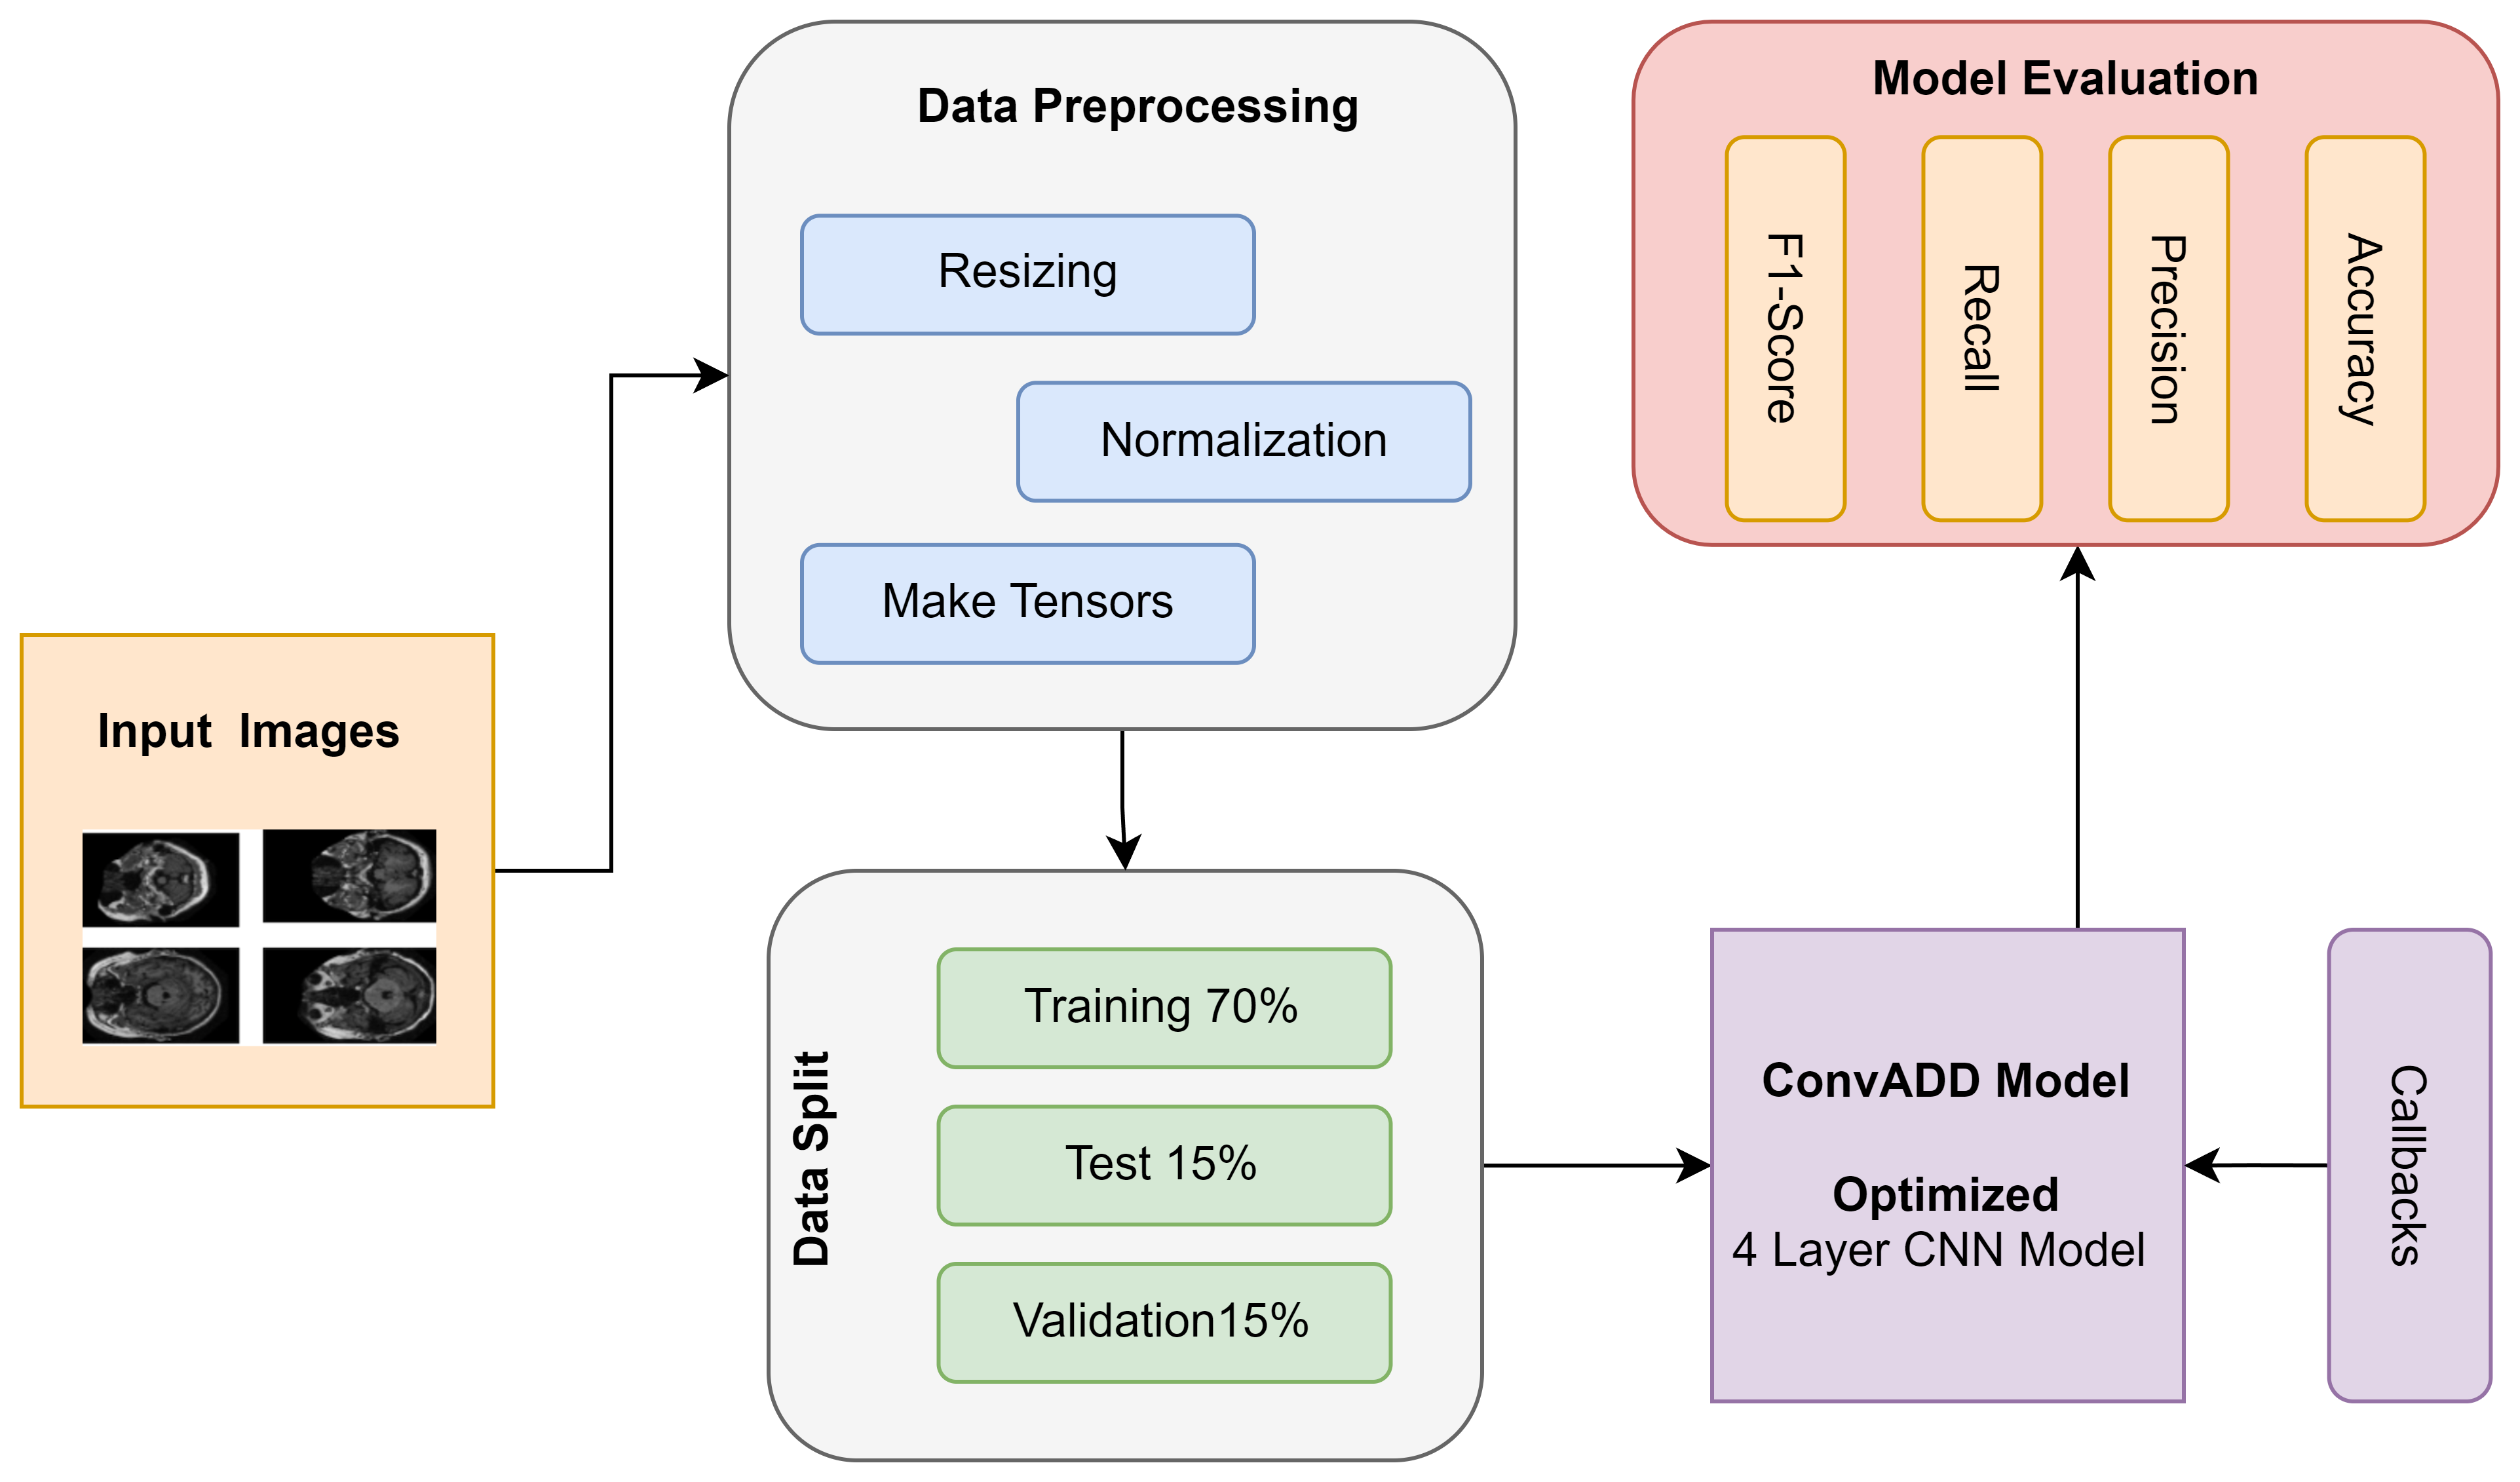 Input  Images
Data Preprocessing
Resizing
Normalization
Make Tensors
Data Split
Training 70%
Test 15%
Validation15%
ConvADD Model
Optimized
4 Layer CNN Model
Callbacks
Model Evaluation
F1-Score
Recall
Precision
Accuracy